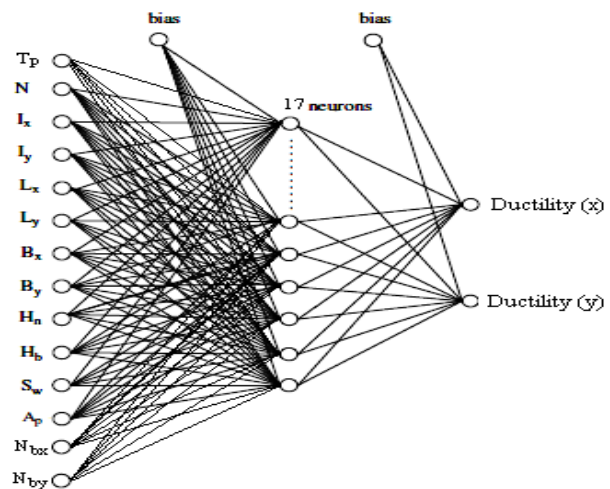 bias
bias
Tp
N
Ix
Iy
Lx
Ly
Bx
By
Hn
Hb
Sw
Ap
Nbx
Nby
17 neurons
Ductility (x)
Ductility (y)